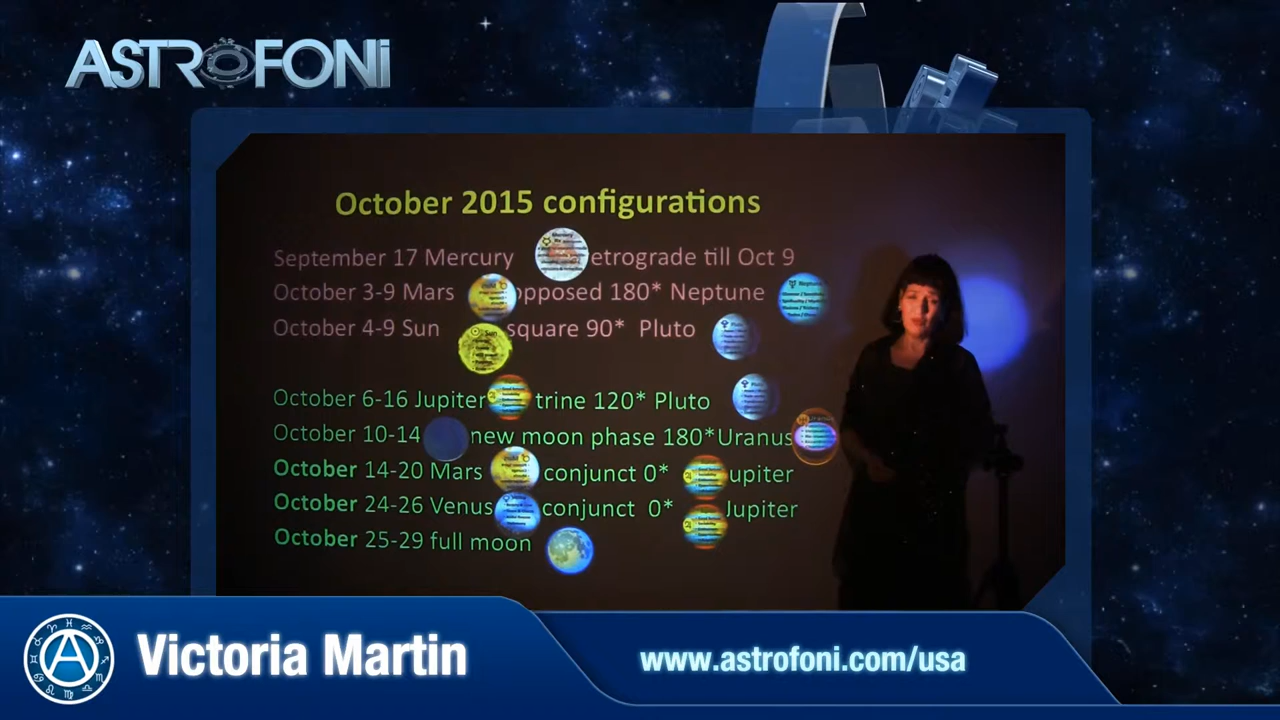 ASTROFONi
October 2015 configurations
September 17 Mercury etrograde till Oct 9
October 3-9 Mars opposed 180* Neptune
Neptune
October 4-9 Sun square 90* Pluto
Sun
October 6-16 Jupiter trine 120* Pluto
October 10-14 new moon phase 180*Uranus
October 14-20 Mars conjunct 0* upiter
October 24-26 Venus conjunct 0* Jupiter
October 25-29 full moon
A Victoria Martin
www.astrofoni.com/usa